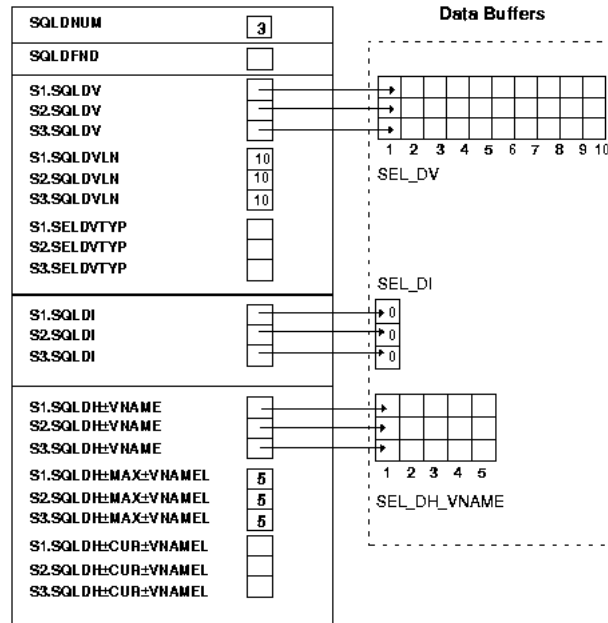 Data Buffers
SQLDNUM 3
SQLDFND
S1.SQLDV
S2.SQLDV
S3.SQLDV
1 2 3 4 5 6 7 8 9 10
SEL_DV
S1.SQLDVLN 10
S2.SQLDVLN 10
S3.SQLDVLN 10
S1.SELDVTYP
S2.SELDVTYP
S3.SELDVTYP
SEL_DI
S1.SQLDI 0
S2.SQLDI 0
S3.SQLDI 0
S1.SQLDH±VNAME
S2.SQLDH±VNAME
S3.SQLDH±VNAME
1 2 3 4 5
SEL_DH_VNAME
S1.SQLDH±MAX±VNAMEL 5
S2.SQLDH±MAX±VNAMEL 5
S3.SQLDH±MAX±VNAMEL 5
S1.SQLDH±CUR±VNAMEL
S2.SQLDH±CUR±VNAMEL
S3.SQLDH±CUR±VNAMEL